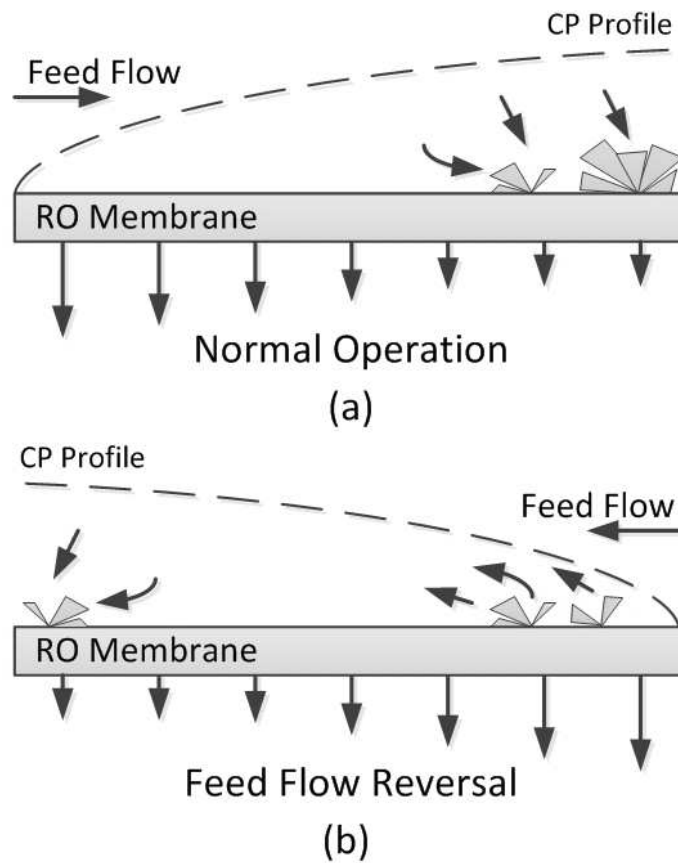 CP Profile
Feed Flow
RO Membrane
Normal Operation
(a)
CP Profile
Feed Flow
RO Membrane
Feed Flow Reversal
(b)